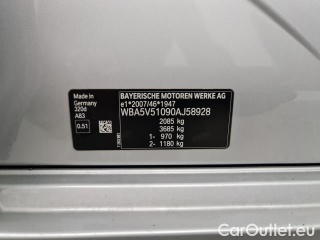 Made in
Germany
320d
A83
0.51
BAYERISCHE MOTOREN WERKE AG
e1*2007/46*1947
WBA5V51090AJ58928
2085 kg
3685 kg
1- 970 kg
2- 1180 kg
CarOutlet.eu